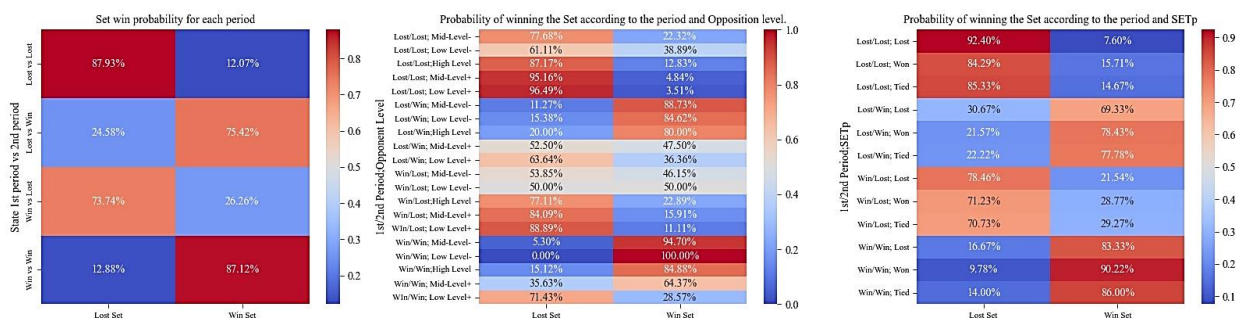 Set win probability for each period
State 1st period vs 2nd period
Lost vs Lost
87.93% 12.07%
Lost vs Win
24.58% 75.42%
Win vs Lost
73.74% 26.26%
Win vs Win
12.88% 87.12%
Lost Set Win Set
0.8
0.7
0.6
0.5
0.4
0.3
0.2
Probability of winning the Set according to the period and Opposition level.
1st/2nd Period;Opponent Level
Lost/Lost; Mid-Level- 77.68% 22.32%
Lost/Lost; Low Level- 61.11% 38.89%
Lost/Lost;High Level 87.17% 12.83%
Lost/Lost; Mid-Level+ 95.16% 4.84%
Lost/Lost; Low Level+ 96.49% 3.51%
Lost/Win; Mid-Level- 11.27% 88.73%
Lost/Win; Low Level- 15.38% 84.62%
Lost/Win;High Level 20.00% 80.00%
Lost/Win; Mid-Level+ 52.50% 47.50%
Lost/Win; Low Level+ 63.64% 36.36%
Win/Lost; Mid-Level- 53.85% 46.15%
Win/Lost; Low Level- 50.00% 50.00%
Win/Lost;High Level 77.11% 22.89%
Win/Lost; Mid-Level+ 84.09% 15.91%
WIn/Lost; Low Level+ 88.89% 11.11%
Win/Win; Mid-Level- 5.30% 94.70%
Win/Win; Low Level- 0.00% 100.00%
Win/Win;High Level 15.12% 84.88%
Win/Win; Mid-Level+ 35.63% 64.37%
WIn/Win; Low Level+ 71.43% 28.57%
Lost Set Win Set
1.0
0.8
0.6
0.4
0.2
0.0
Probability of winning the Set according to the period and SETp
1st/2nd Period;SETp
Lost/Lost; Lost 92.40% 7.60%
Lost/Lost; Won 84.29% 15.71%
Lost/Lost; Tied 85.33% 14.67%
Lost/Win; Lost 30.67% 69.33%
Lost/Win; Won 21.57% 78.43%
Lost/Win; Tied 22.22% 77.78%
Win/Lost; Lost 78.46% 21.54%
Win/Lost; Won 71.23% 28.77%
Win/Lost; Tied 70.73% 29.27%
Win/Win; Lost 16.67% 83.33%
Win/Win; Won 9.78% 90.22%
Win/Win; Tied 14.00% 86.00%
Lost Set Win Set
0.9
0.8
0.7
0.6
0.5
0.4
0.3
0.2
0.1